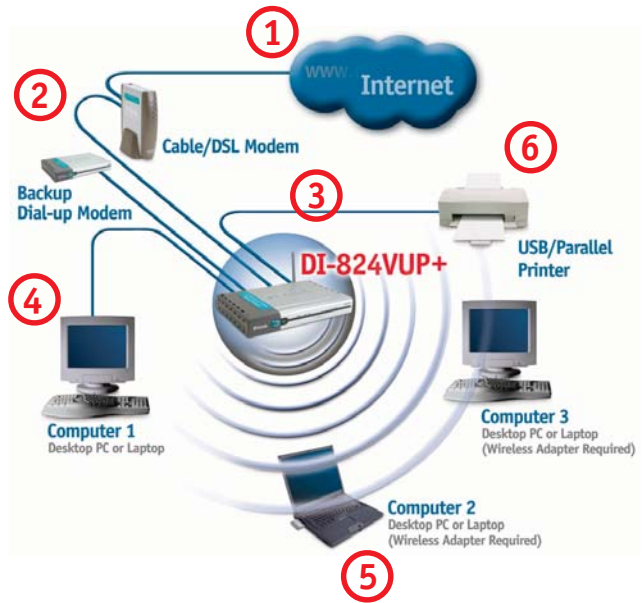 1
www.
Internet
2
Cable/DSL Modem
6
Backup
Dial-up Modem
3
USB/Parallel
Printer
DI-824VUP+
4
Computer 1
Desktop PC or Laptop
Computer 3
Desktop PC or Laptop
(Wireless Adapter Required)
Computer 2
Desktop PC or Laptop
(Wireless Adapter Required)
5